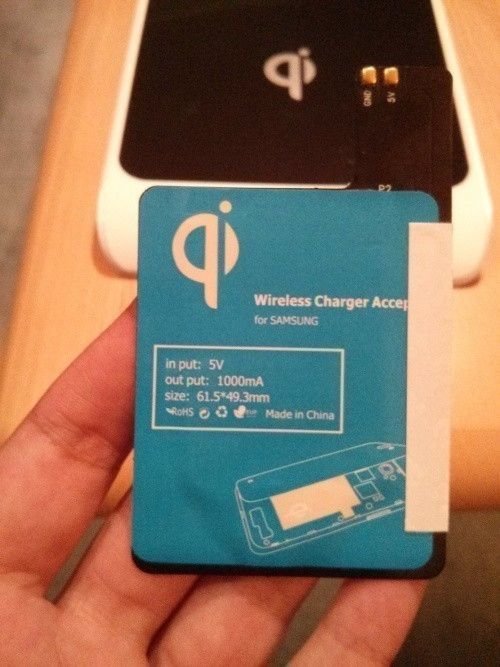 qi
GND 5V
P2
qi
Wireless Charger Accep
for SAMSUNG
in put: 5V
out put: 1000mA
size: 61.5*49.3mm
RoHS Made in China